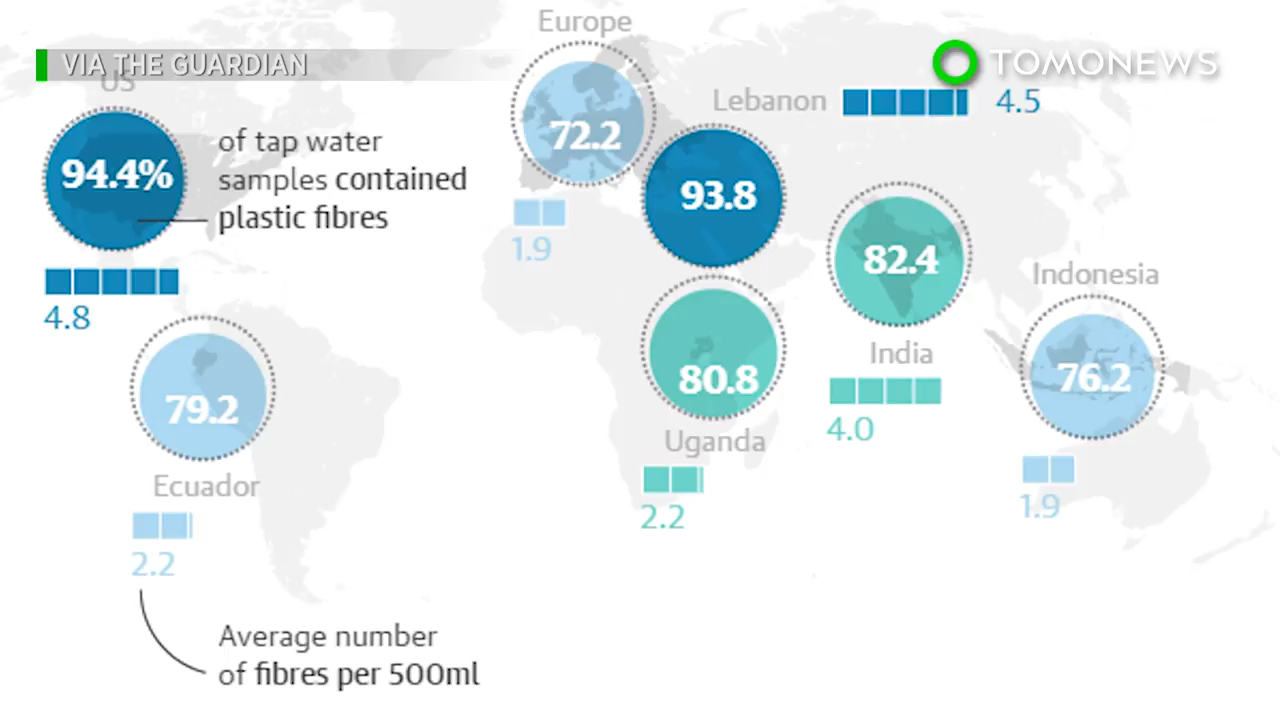 VIA THE GUARDIAN
TOMONEWS
US
94.4%
of tap water
samples contained
plastic fibres
4.8
Europe
72.2
1.9
Lebanon
4.5
93.8
82.4
India
4.0
Indonesia
76.2
1.9
80.8
Uganda
2.2
79.2
Ecuador
2.2
Average number
of fibres per 500ml